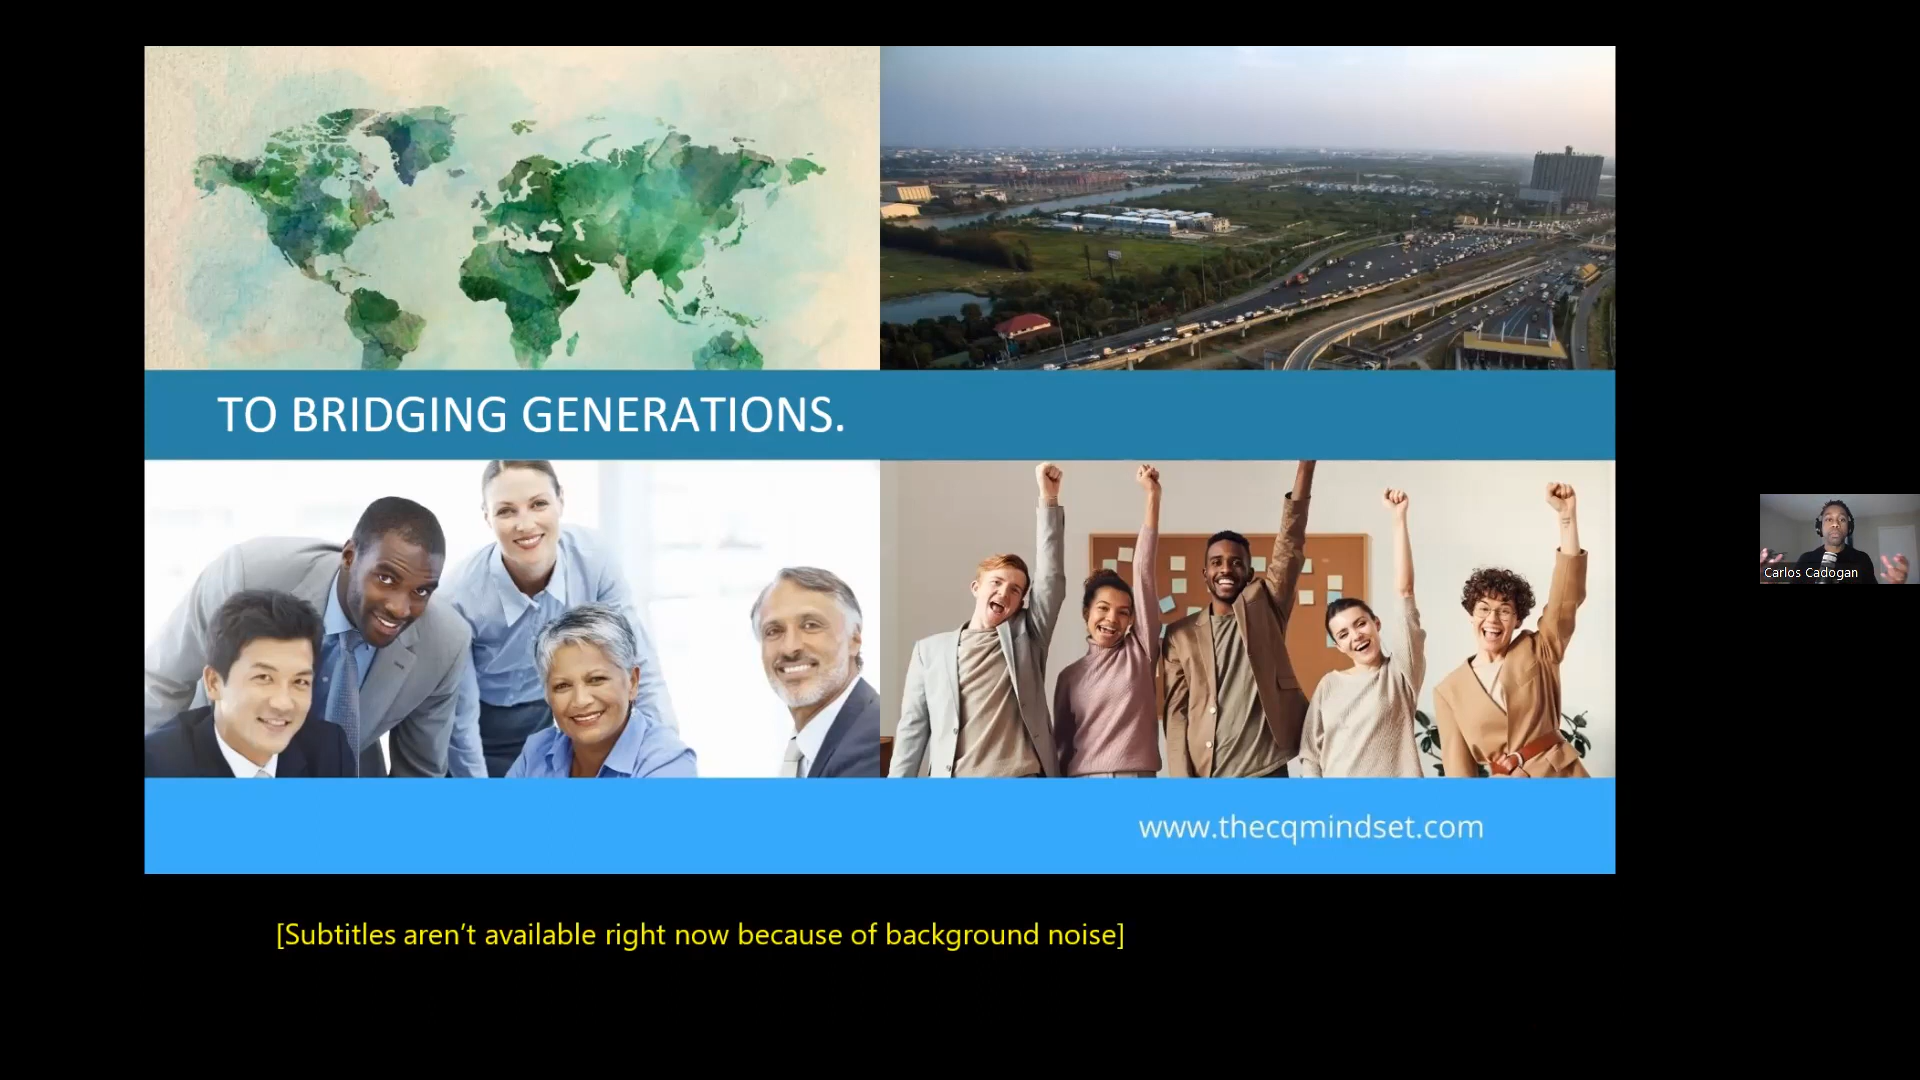 TO BRIDGING GENERATIONS.
www.thecqmindset.com
Carlos Cadogan
[Subtitles aren’t available right now because of background noise]